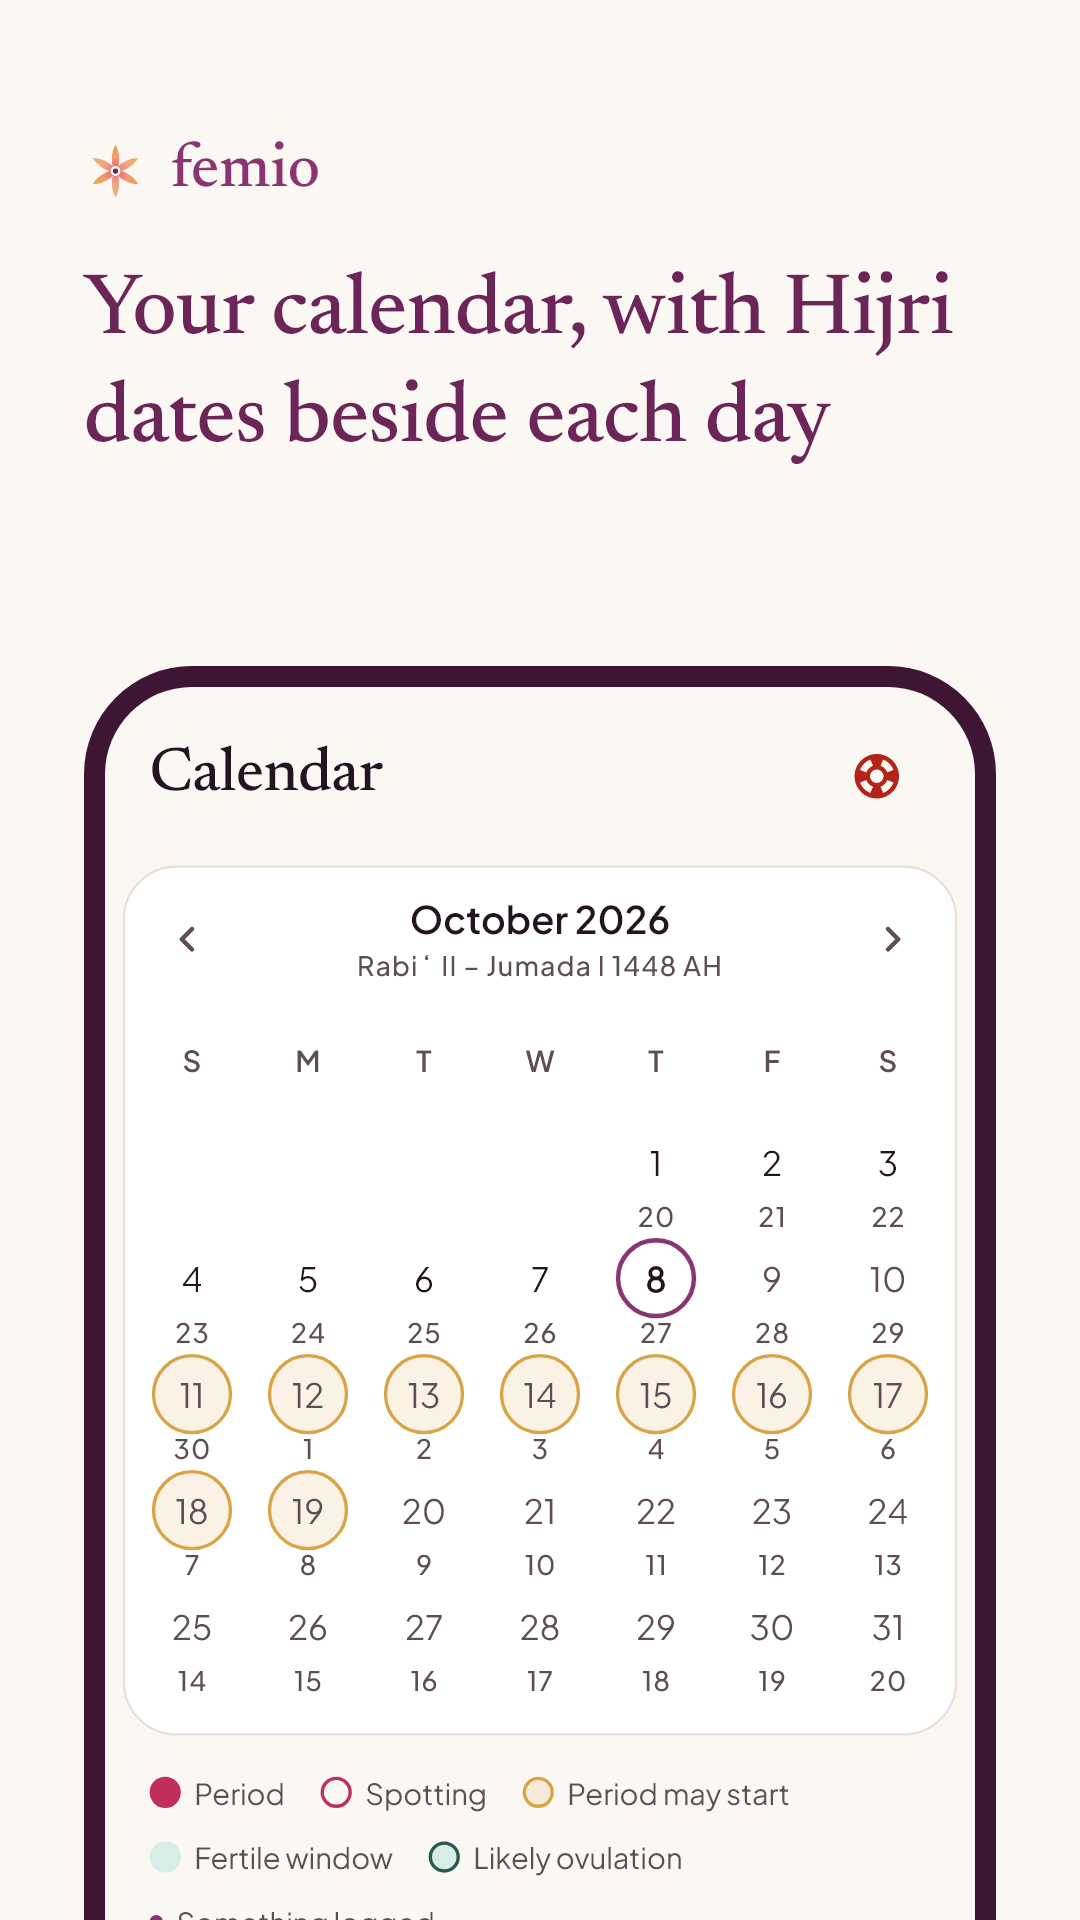 femio
Your calendar, with Hijri
dates beside each day
Calendar
October 2026
Rabiʻ II – Jumada I 1448 AH
S M T W T F S
1 2 3
20 21 22
4 5 6 7 8 9 10
23 24 25 26 27 28 29
11 12 13 14 15 16 17
30 1 2 3 4 5 6
18 19 20 21 22 23 24
7 8 9 10 11 12 13
25 26 27 28 29 30 31
14 15 16 17 18 19 20
Period Spotting Period may start
Fertile window Likely ovulation
Something logged